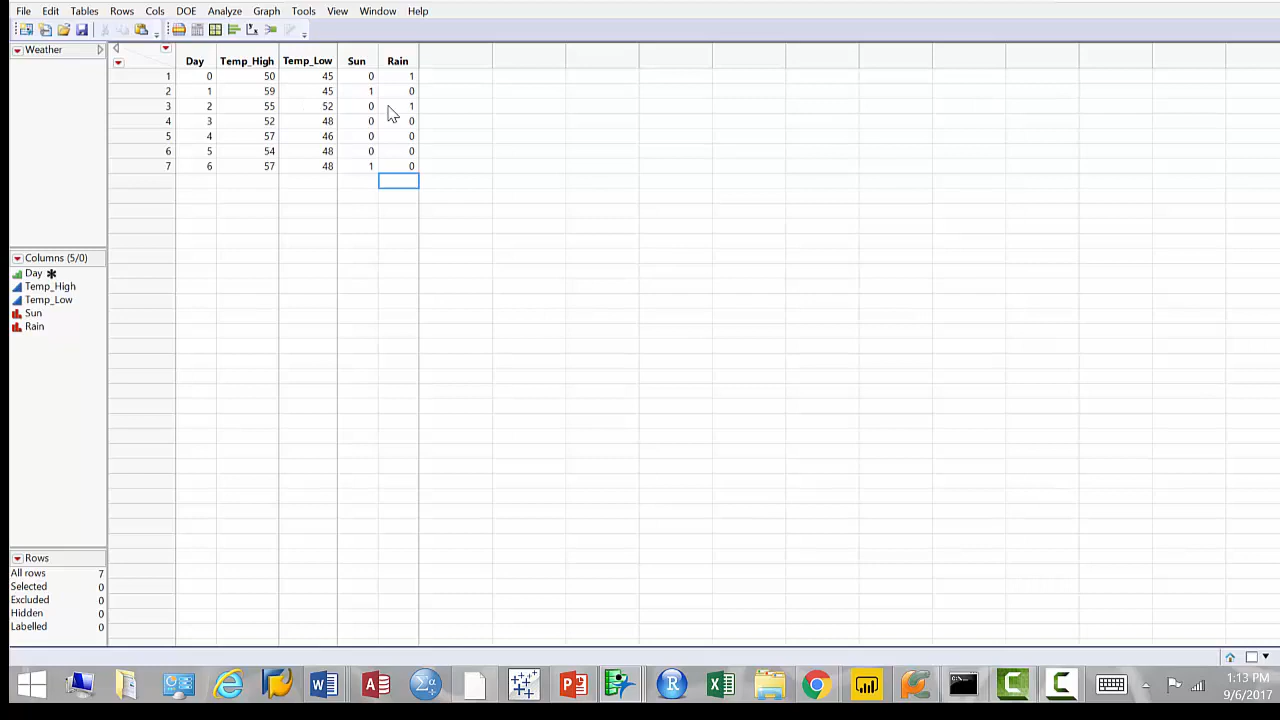 File Edit Tables Rows Cols DOE Analyze Graph Tools View Window Help
Weather
Day Temp_High Temp_Low Sun Rain
1 0 50 45 0 1
2 1 59 45 1 0
3 2 55 52 0 1
4 3 52 48 0 0
5 4 57 46 0 0
6 5 54 48 0 0
7 6 57 48 1 0
Columns (5/0)
Day ✱
Temp_High
Temp_Low
Sun
Rain
Rows
All rows 7
Selected 0
Excluded 0
Hidden 0
Labelled 0
1:13 PM
9/6/2017